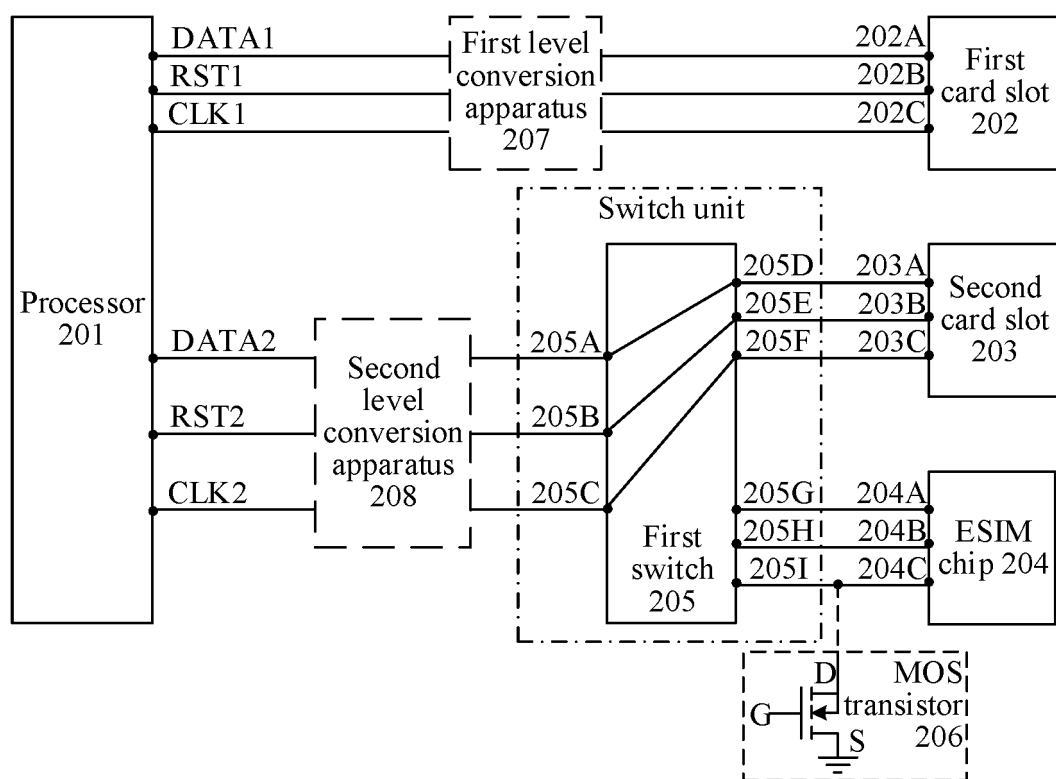 Processor
201
DATA1
RST1
CLK1
First level
conversion
apparatus
207
202A
202B
202C
First
card slot
202
Switch unit
DATA2
RST2
CLK2
Second
level
conversion
apparatus
208
205A
205B
205C
First
switch
205
205D
205E
205F
203A
203B
203C
Second
card slot
203
205G
205H
205I
204A
204B
204C
ESIM
chip 204
D
G
S
MOS
transistor
206